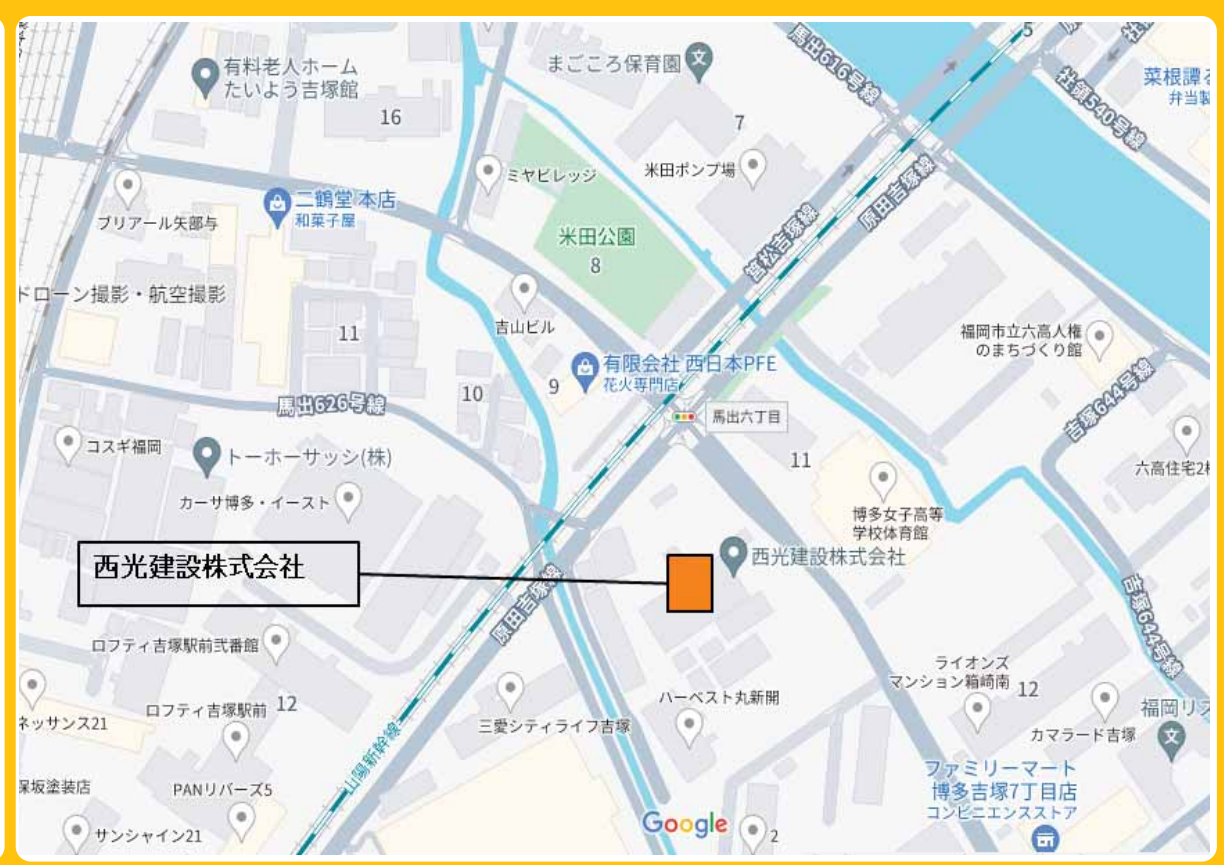 5
馬出616号線
社領540号線
菜根譚
弁当製
有料老人ホーム
たいよう吉塚館
16
まごころ保育園
文
7
ミヤビレッジ
米田ポンプ場
原田吉塚線
ブリアール矢部与
二鶴堂 本店
和菓子屋
米田公園
8
筥松吉塚線
ドローン撮影・航空撮影
吉山ビル
11
福岡市立六高人権
のまちづくり館
有限会社 西日本PFE
花火専門店
9
10
馬出626号線
馬出六丁目
吉塚644号線
コスギ福岡
トーホーサッシ(株)
11
六高住宅2
カーサ博多・イースト
博多女子高等
学校体育館
西光建設株式会社
西光建設株式会社
原田吉塚線
吉塚644号線
ロフティ吉塚駅前弐番館
ライオンズ
マンション箱崎南
12
ハーベスト丸新開
ネッサンス21
ロフティ吉塚駅前
12
三愛シティライフ吉塚
カマラード吉塚
福岡リス
文
山陽新幹線
保坂塗装店
PANリバーズ5
ファミリーマート
博多吉塚7丁目店
コンビニエンスストア
サンシャイン21
Google
2